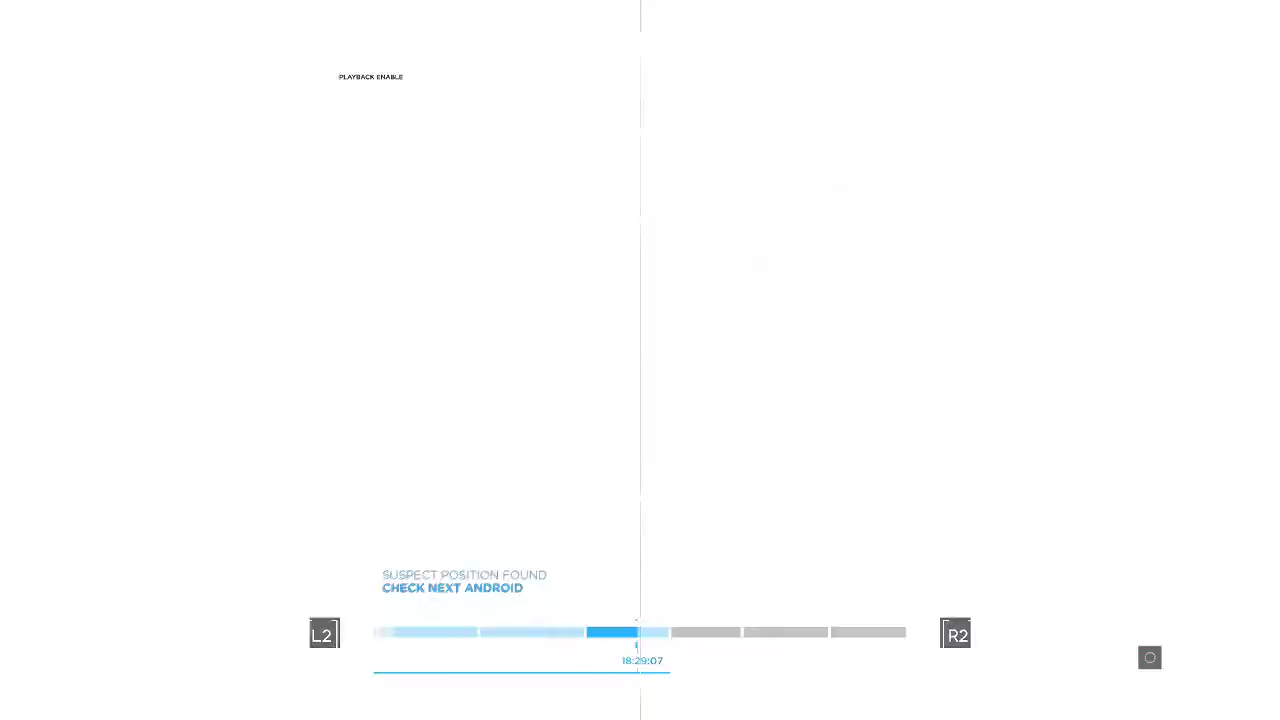 PLAYBACK ENABLE
SUSPECT POSITION FOUND
CHECK NEXT ANDROID
L2
R2
18:29:07